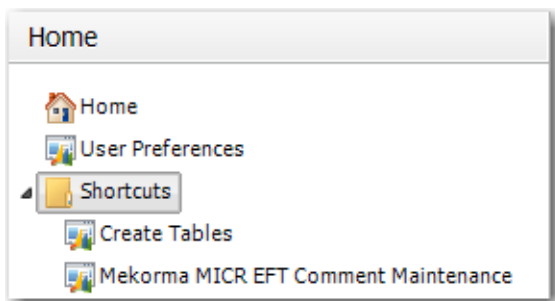 Home
Home
User Preferences
Shortcuts
Create Tables
Mekorma MICR EFT Comment Maintenance